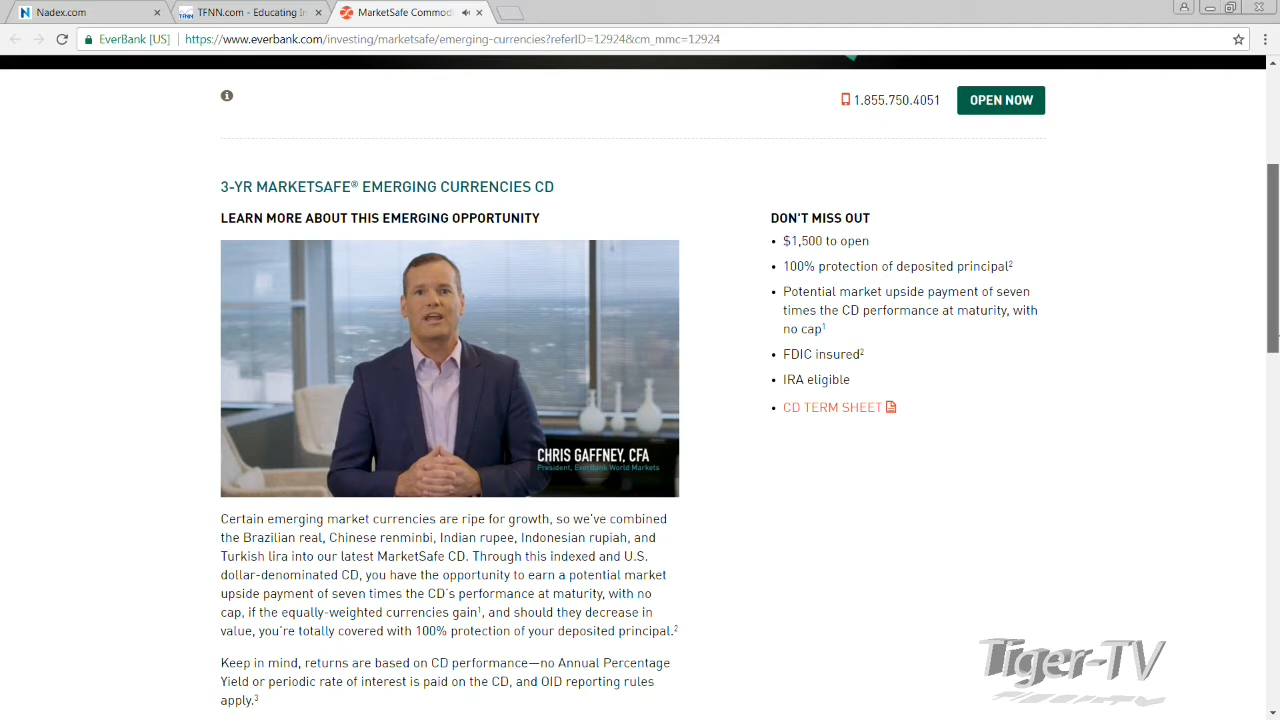 Nadex.com
TFNN.com - Educating In
MarketSafe Commod
EverBank [US]
https://www.everbank.com/investing/marketsafe/emerging-currencies?referID=12924&cm_mmc=12924
1.855.750.4051
OPEN NOW
3-YR MARKETSAFE® EMERGING CURRENCIES CD
LEARN MORE ABOUT THIS EMERGING OPPORTUNITY
CHRIS GAFFNEY, CFA
President, EverBank World Markets
Certain emerging market currencies are ripe for growth, so we've combined
the Brazilian real, Chinese renminbi, Indian rupee, Indonesian rupiah, and
Turkish lira into our latest MarketSafe CD. Through this indexed and U.S.
dollar-denominated CD, you have the opportunity to earn a potential market
upside payment of seven times the CD's performance at maturity, with no
cap, if the equally-weighted currencies gain¹, and should they decrease in
value, you're totally covered with 100% protection of your deposited principal.²
Keep in mind, returns are based on CD performance—no Annual Percentage
Yield or periodic rate of interest is paid on the CD, and OID reporting rules
apply.³
DON'T MISS OUT
• $1,500 to open
• 100% protection of deposited principal²
• Potential market upside payment of seven
times the CD performance at maturity, with
no cap¹
• FDIC insured²
• IRA eligible
• CD TERM SHEET
Tiger-TV